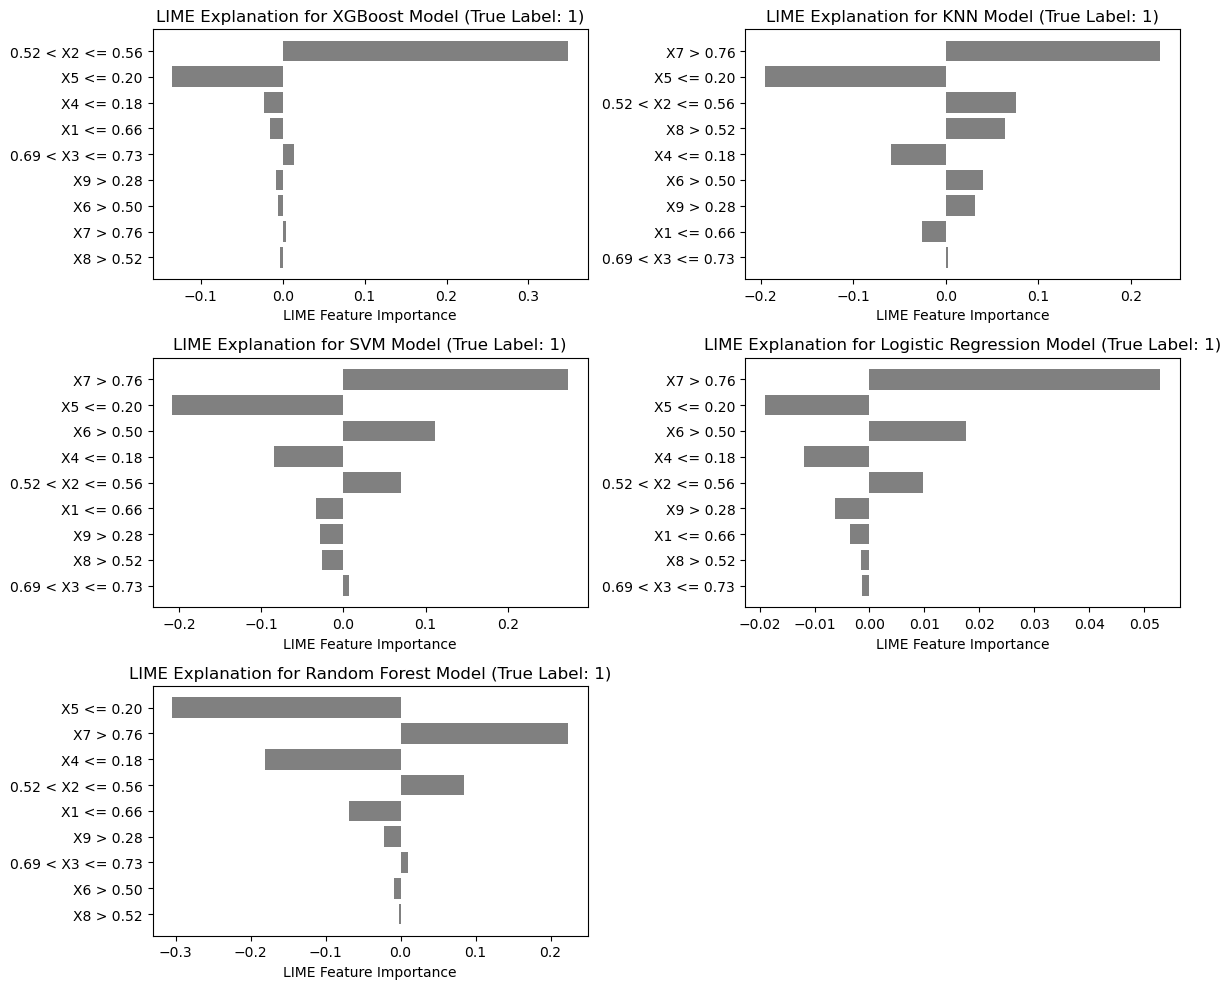 LIME Explanation for XGBoost Model (True Label: 1)
0.52 < X2 <= 0.56
X5 <= 0.20
X4 <= 0.18
X1 <= 0.66
0.69 < X3 <= 0.73
X9 > 0.28
X6 > 0.50
X7 > 0.76
X8 > 0.52
−0.1 0.0 0.1 0.2 0.3
LIME Feature Importance
LIME Explanation for KNN Model (True Label: 1)
X7 > 0.76
X5 <= 0.20
0.52 < X2 <= 0.56
X8 > 0.52
X4 <= 0.18
X6 > 0.50
X9 > 0.28
X1 <= 0.66
0.69 < X3 <= 0.73
−0.2 −0.1 0.0 0.1 0.2
LIME Feature Importance
LIME Explanation for SVM Model (True Label: 1)
X7 > 0.76
X5 <= 0.20
X6 > 0.50
X4 <= 0.18
0.52 < X2 <= 0.56
X1 <= 0.66
X9 > 0.28
X8 > 0.52
0.69 < X3 <= 0.73
−0.2 −0.1 0.0 0.1 0.2
LIME Feature Importance
LIME Explanation for Logistic Regression Model (True Label: 1)
X7 > 0.76
X5 <= 0.20
X6 > 0.50
X4 <= 0.18
0.52 < X2 <= 0.56
X9 > 0.28
X1 <= 0.66
X8 > 0.52
0.69 < X3 <= 0.73
−0.02 −0.01 0.00 0.01 0.02 0.03 0.04 0.05
LIME Feature Importance
LIME Explanation for Random Forest Model (True Label: 1)
X5 <= 0.20
X7 > 0.76
X4 <= 0.18
0.52 < X2 <= 0.56
X1 <= 0.66
X9 > 0.28
0.69 < X3 <= 0.73
X6 > 0.50
X8 > 0.52
−0.3 −0.2 −0.1 0.0 0.1 0.2
LIME Feature Importance